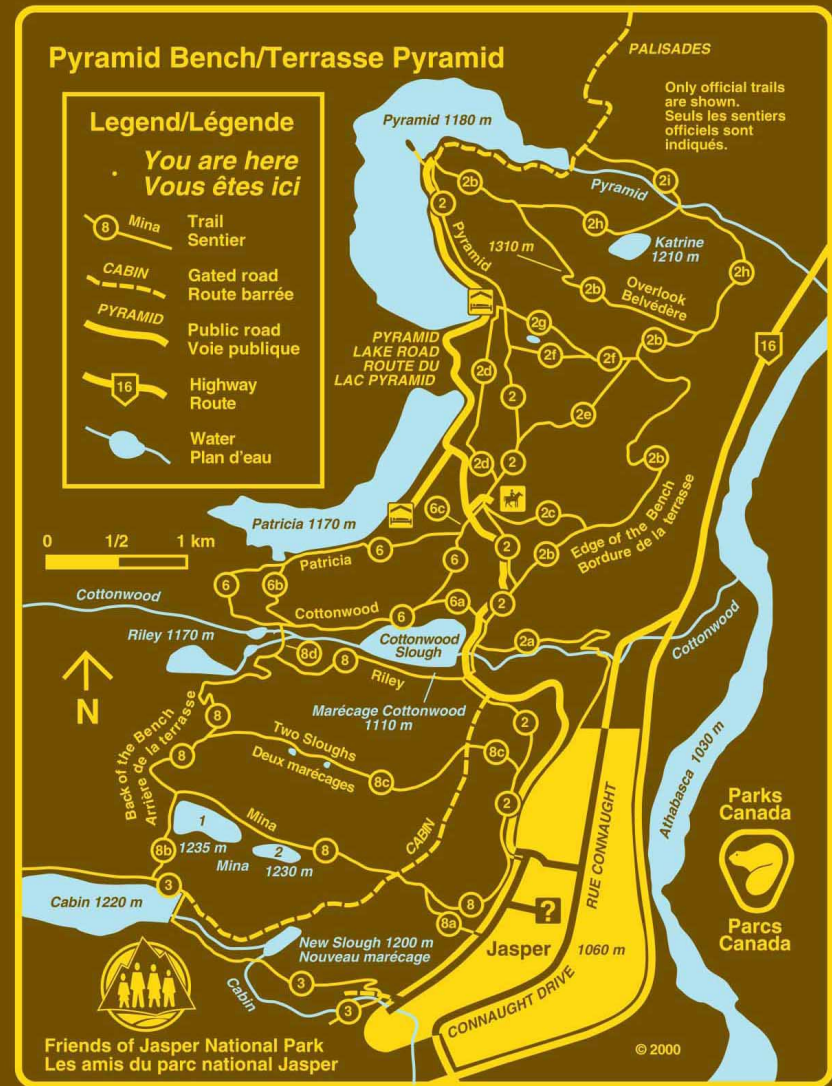 Pyramid Bench/Terrasse Pyramid
PALISADES
Only official trails
are shown.
Seuls les sentiers
officiels sont
indiqués.
Legend/Légende
You are here
Vous êtes ici
8 Mina
Trail
Sentier
CABIN
Gated road
Route barrée
PYRAMID
Public road
Voie publique
16
Highway
Route
Water
Plan d'eau
Pyramid 1180 m
2b
2i
Pyramid
2
2h
Pyramid
1310 m
Katrine
1210 m
2h
2b
Overlook
Belvédère
2g
2b
16
PYRAMID
LAKE ROAD
ROUTE DU
LAC PYRAMID
2f
2f
2d
2
2e
2d
2
2b
6c
2c
Patricia 1170 m
Edge of the Bench
Bordure de la terrasse
0 1/2 1 km
6
Patricia
6
2
2b
6
6b
Cottonwood
Cottonwood
6
6a
2
Cottonwood
Riley 1170 m
Cottonwood
Slough
2a
8d
8
Riley
N
Marécage Cottonwood
1110 m
8
2
Back of the Bench
Arrière de la terrasse
Two Sloughs
Deux marécages
8
8c
8c
2
Athabasca 1030 m
1
1235 m
Mina
2
1230 m
Mina
8
CABIN
RUE CONNAUGHT
8b
3
Cabin 1220 m
8
8a
?
Parks
Canada
Parcs
Canada
New Slough 1200 m
Nouveau marécage
Jasper
1060 m
3
Cabin
3
CONNAUGHT DRIVE
Friends of Jasper National Park
Les amis du parc national Jasper
© 2000